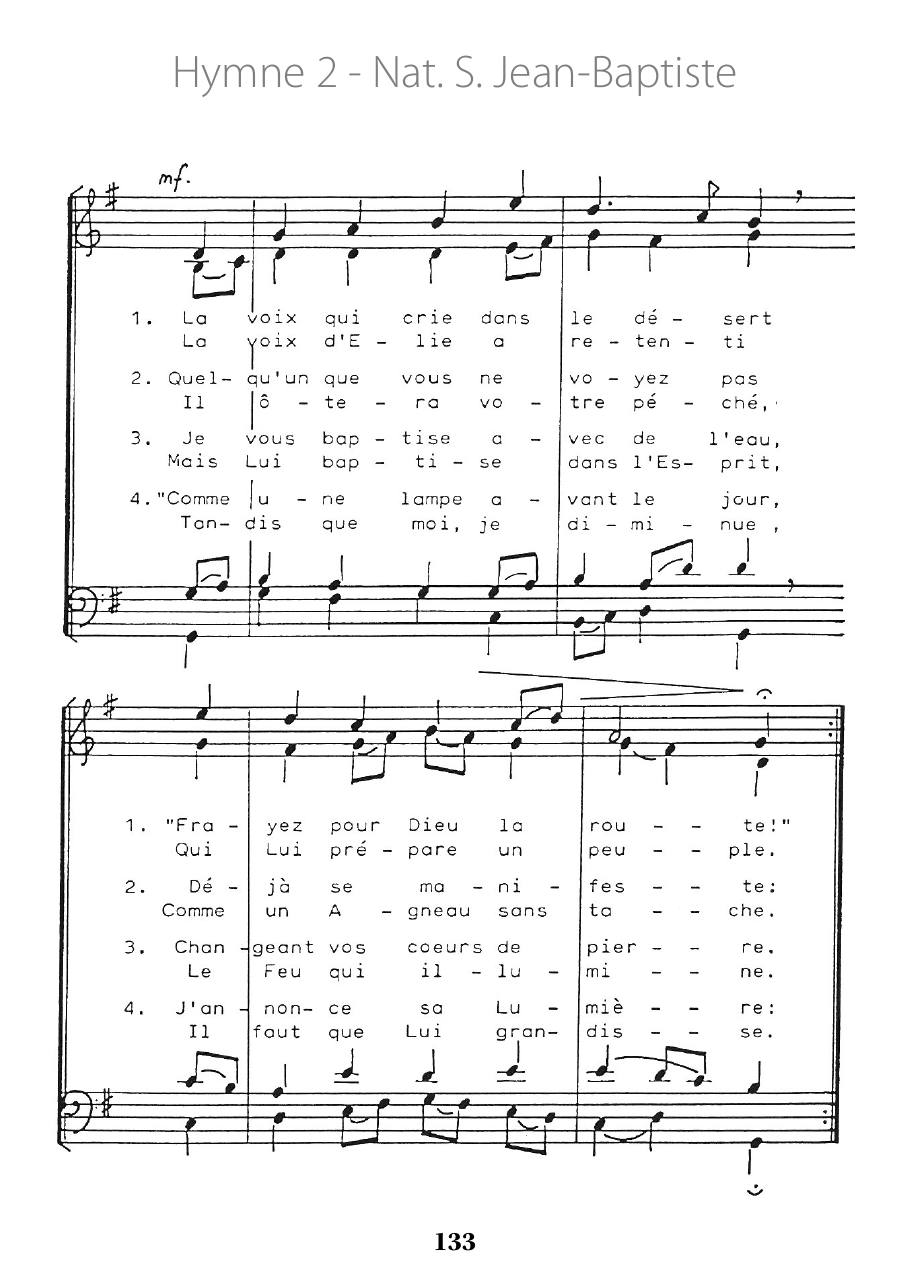 Hymne 2 - Nat. S. Jean-Baptiste
mf.
1. La voix qui crie dans le dé - sert
La voix d'E - lie a re - ten - ti
2. Quel- qu'un que vous ne vo - yez pas
Il ô - te - ra vo - tre pé - ché,
3. Je vous bap - tise a - vec de l'eau,
Mais Lui bap - ti - se dans l'Es- prit,
4. "Comme u - ne lampe a - vant le jour,
Tan- dis que moi, je di - mi - nue,
1. "Fra - yez pour Dieu la rou - - te!"
Qui Lui pré - pare un peu - - ple.
2. Dé - jà se ma - ni - fes - - te:
Comme un A - gneau sans ta - - che.
3. Chan -geant vos coeurs de pier - - re.
Le Feu qui il - lu - mi - - ne.
4. J'an - non- ce sa Lu - miè - - re:
Il faut que Lui gran- dis - - se.
133